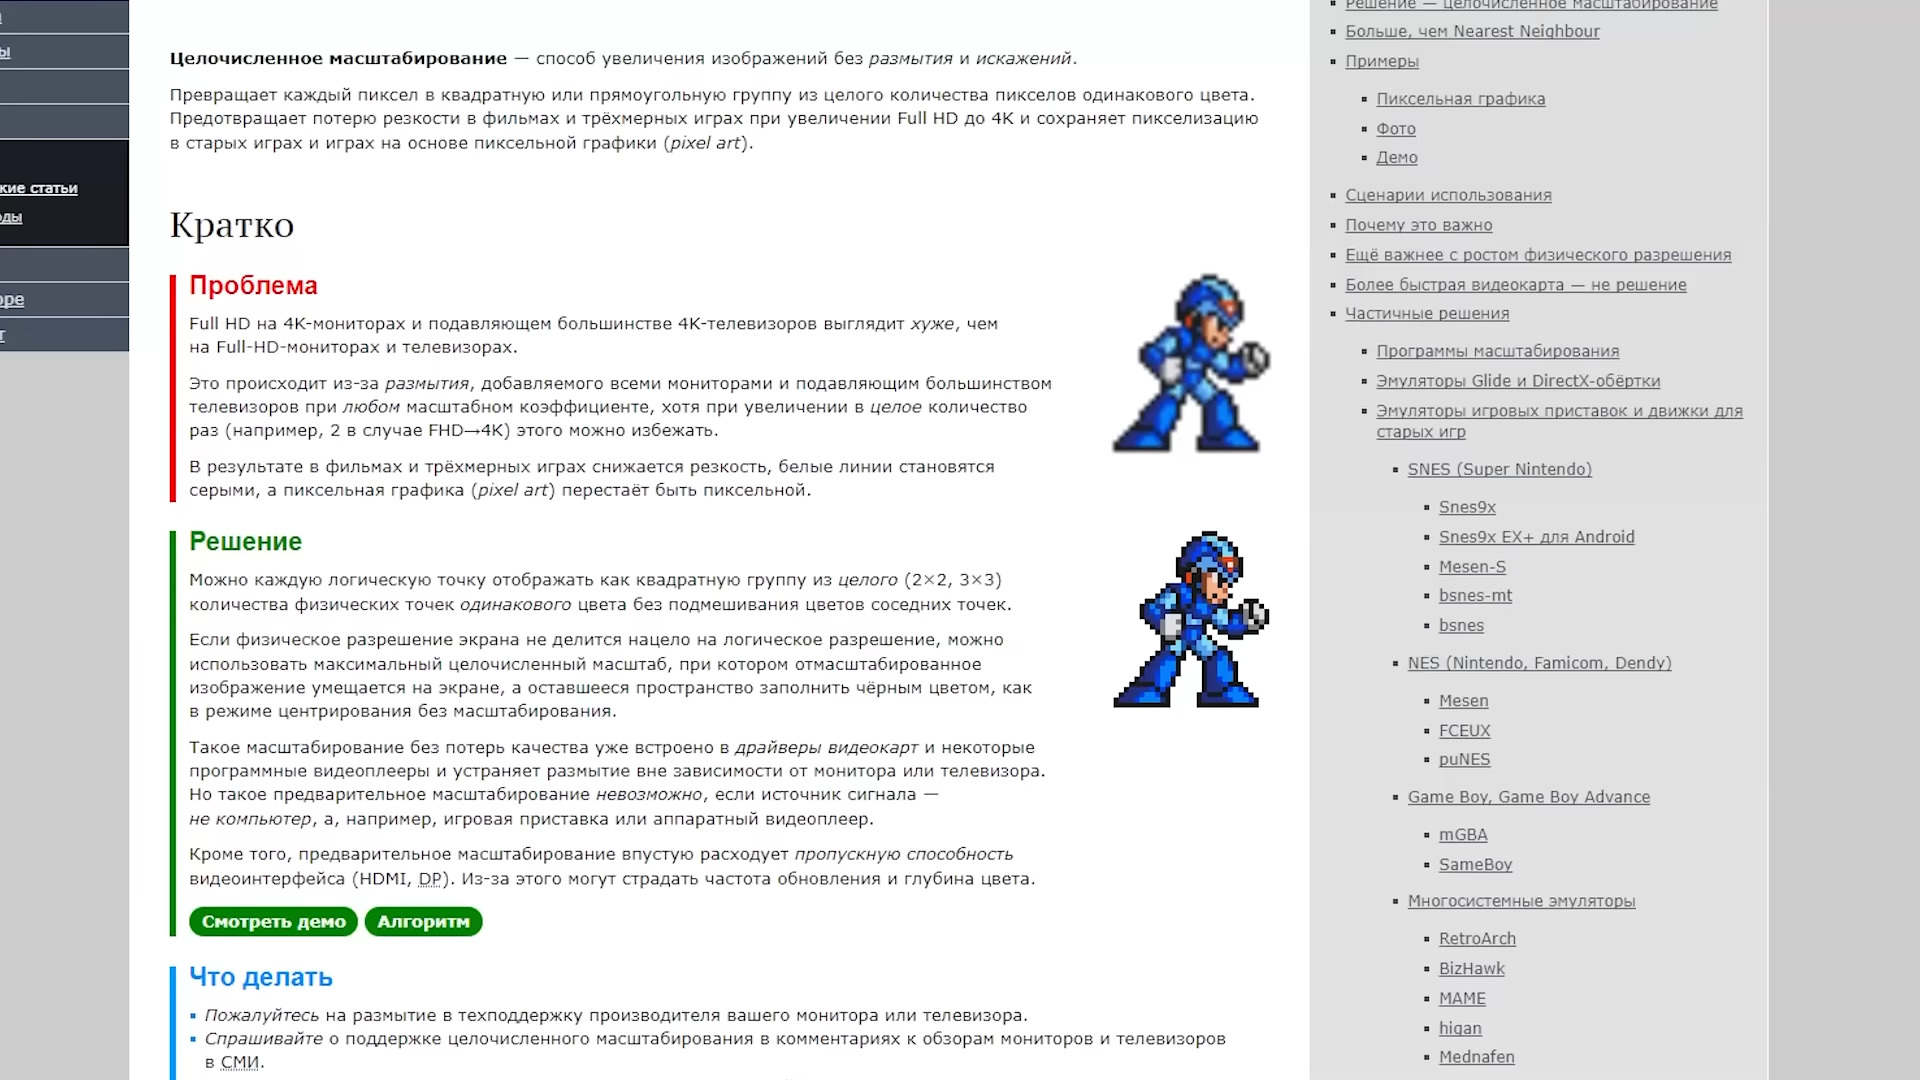 ы
кие статьи
оды
оре
т
Целочисленное масштабирование — способ увеличения изображений без размытия и искажений.
Превращает каждый пиксел в квадратную или прямоугольную группу из целого количества пикселов одинакового цвета.
Предотвращает потерю резкости в фильмах и трёхмерных играх при увеличении Full HD до 4K и сохраняет пикселизацию
в старых играх и играх на основе пиксельной графики (pixel art).
Кратко
Проблема
Full HD на 4K-мониторах и подавляющем большинстве 4K-телевизоров выглядит хуже, чем
на Full-HD-мониторах и телевизорах.
Это происходит из-за размытия, добавляемого всеми мониторами и подавляющим большинством
телевизоров при любом масштабном коэффициенте, хотя при увеличении в целое количество
раз (например, 2 в случае FHD→4K) этого можно избежать.
В результате в фильмах и трёхмерных играх снижается резкость, белые линии становятся
серыми, а пиксельная графика (pixel art) перестаёт быть пиксельной.
Решение
Можно каждую логическую точку отображать как квадратную группу из целого (2×2, 3×3)
количества физических точек одинакового цвета без подмешивания цветов соседних точек.
Если физическое разрешение экрана не делится нацело на логическое разрешение, можно
использовать максимальный целочисленный масштаб, при котором отмасштабированное
изображение умещается на экране, а оставшееся пространство заполнить чёрным цветом, как
в режиме центрирования без масштабирования.
Такое масштабирование без потерь качества уже встроено в драйверы видеокарт и некоторые
программные видеоплееры и устраняет размытие вне зависимости от монитора или телевизора.
Но такое предварительное масштабирование невозможно, если источник сигнала —
не компьютер, а, например, игровая приставка или аппаратный видеоплеер.
Кроме того, предварительное масштабирование впустую расходует пропускную способность
видеоинтерфейса (HDMI, DP). Из-за этого могут страдать частота обновления и глубина цвета.
Смотреть демо Алгоритм
Что делать
Пожалуйтесь на размытие в техподдержку производителя вашего монитора или телевизора.
Спрашивайте о поддержке целочисленного масштабирования в комментариях к обзорам мониторов и телевизоров
в СМИ.
Решение — целочисленное масштабирование
Больше, чем Nearest Neighbour
Примеры
Пиксельная графика
Фото
Демо
Сценарии использования
Почему это важно
Ещё важнее с ростом физического разрешения
Более быстрая видеокарта — не решение
Частичные решения
Программы масштабирования
Эмуляторы Glide и DirectX-обёртки
Эмуляторы игровых приставок и движки для
старых игр
SNES (Super Nintendo)
Snes9x
Snes9x EX+ для Android
Mesen-S
bsnes-mt
bsnes
NES (Nintendo, Famicom, Dendy)
Mesen
FCEUX
puNES
Game Boy, Game Boy Advance
mGBA
SameBoy
Многосистемные эмуляторы
RetroArch
BizHawk
MAME
higan
Mednafen